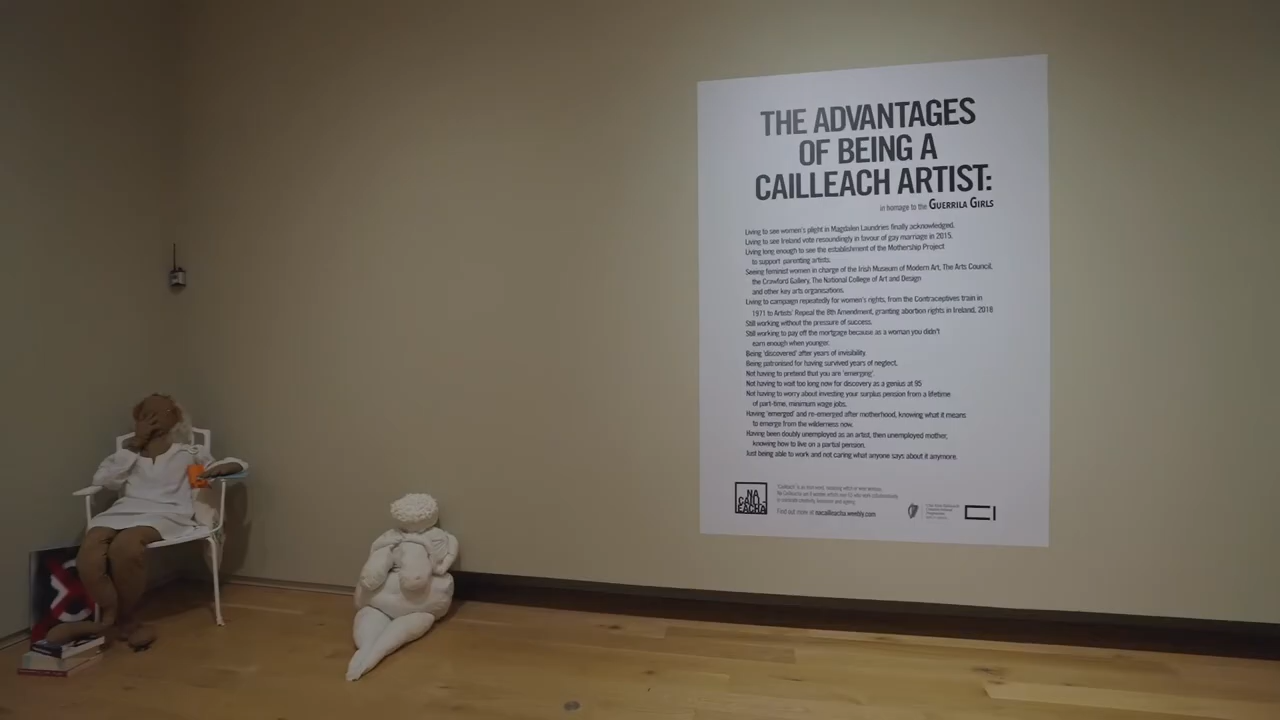 THE ADVANTAGES
OF BEING A
CAILLEACH ARTIST:
in homage to the GUERRILA GIRLS
Living to see women's plight in Magdalen Laundries finally acknowledged.
Living to see Ireland vote resoundingly in favour of gay marriage in 2015.
Living long enough to see the establishment of the Mothership Project
to support parenting artists.
Seeing feminist women in charge of the Irish Museum of Modern Art, The Arts Council,
the Crawford Gallery, The National College of Art and Design
and other key arts organisations.
Living to campaign repeatedly for women's rights, from the Contraceptives train in
1971 to Artists' Repeal the 8th Amendment, granting abortion rights in Ireland, 2018
Still working without the pressure of success.
Still working to pay off the mortgage because as a woman you didn't
earn enough when younger.
Being 'discovered' after years of invisibility.
Being patronised for having survived years of neglect.
Not having to pretend that you are 'emerging'.
Not having to wait too long now for discovery as a genius at 95
Not having to worry about investing your surplus pension from a lifetime
of part-time, minimum wage jobs.
Having 'emerged' and re-emerged after motherhood, knowing what it means
to emerge from the wilderness now.
Having been doubly unemployed as an artist, then unemployed mother,
knowing how to live on a partial pension.
Just being able to work and not caring what anyone says about it anymore.
NA
CAILL-
EACHA
Find out more at nacailleacha.weebly.com